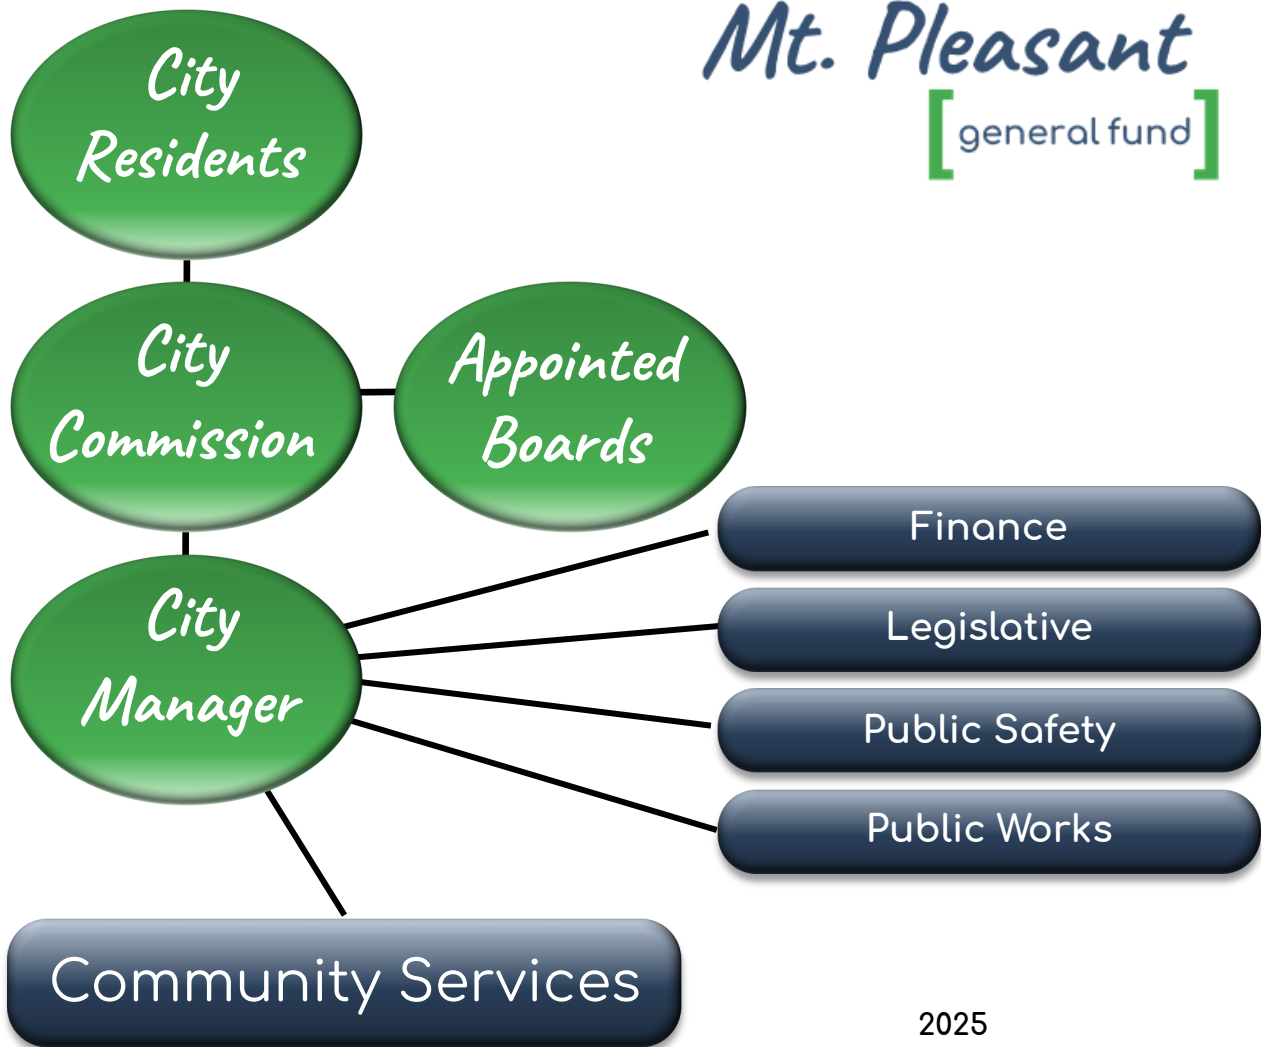 Mt. Pleasant
[general fund]
City
Residents
City
Commission
Appointed
Boards
City
Manager
Finance
Legislative
Public Safety
Public Works
Community Services
2025